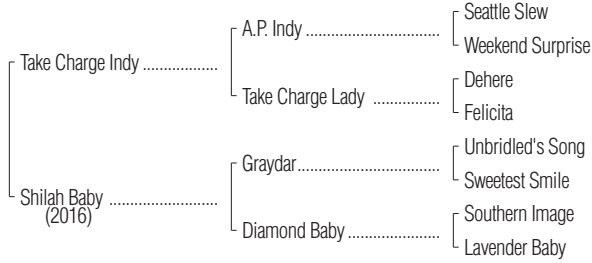 Seattle Slew
A.P. Indy ..............................
Weekend Surprise
Take Charge Indy .................
Dehere
Take Charge Lady ...............
Felicita
Unbridled's Song
Graydar................................
Sweetest Smile
Shilah Baby ........................
(2016)
Southern Image
Diamond Baby .....................
Lavender Baby